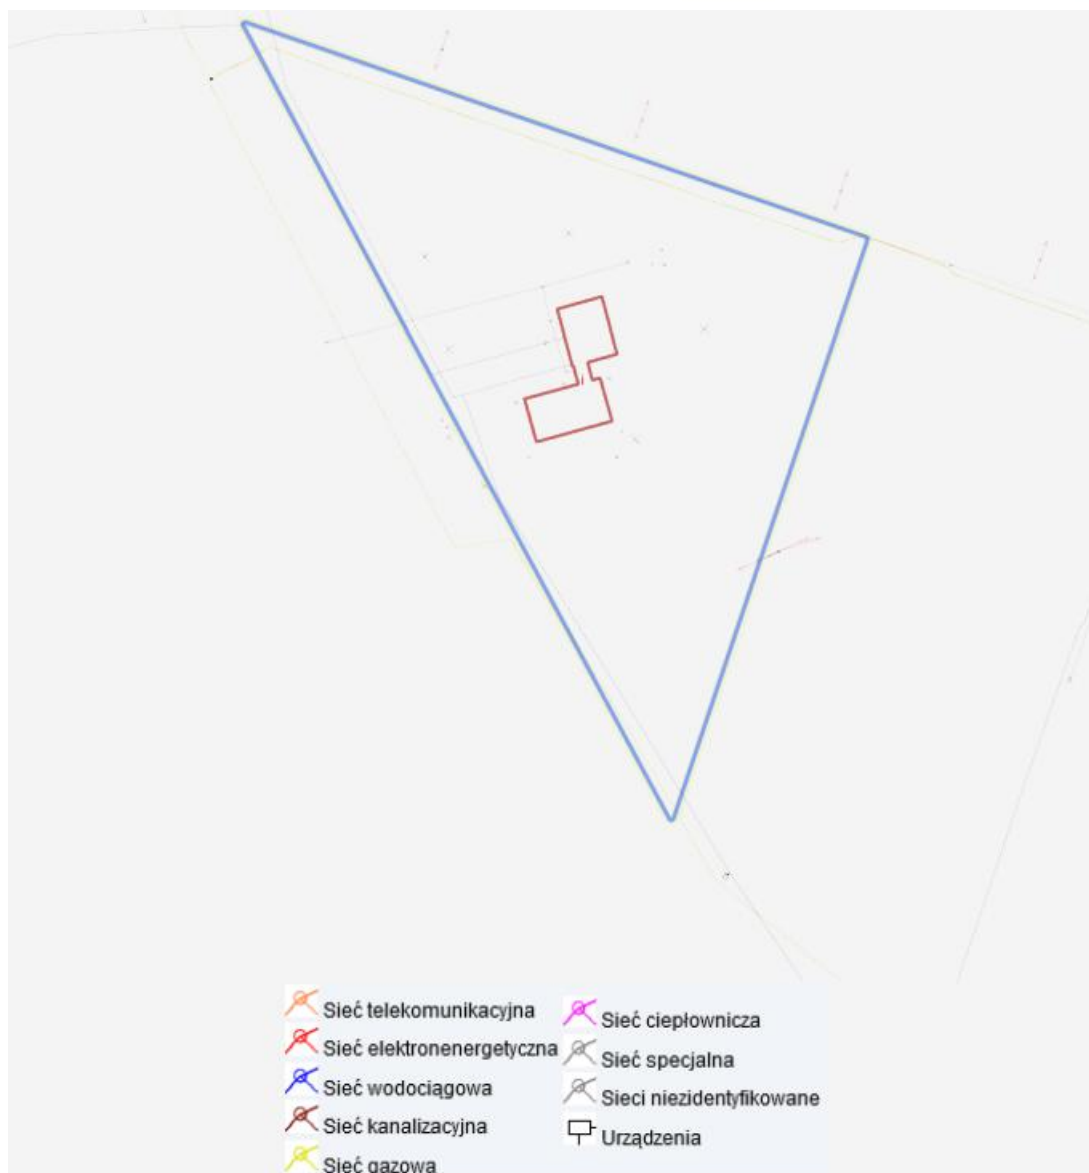 Sieć telekomunikacyjna
Sieć elektronenergetyczna
Sieć wodociągowa
Sieć kanalizacyjna
Sieć gazowa
Sieć ciepłownicza
Sieć specjalna
Sieci niezidentyfikowane
Urządzenia